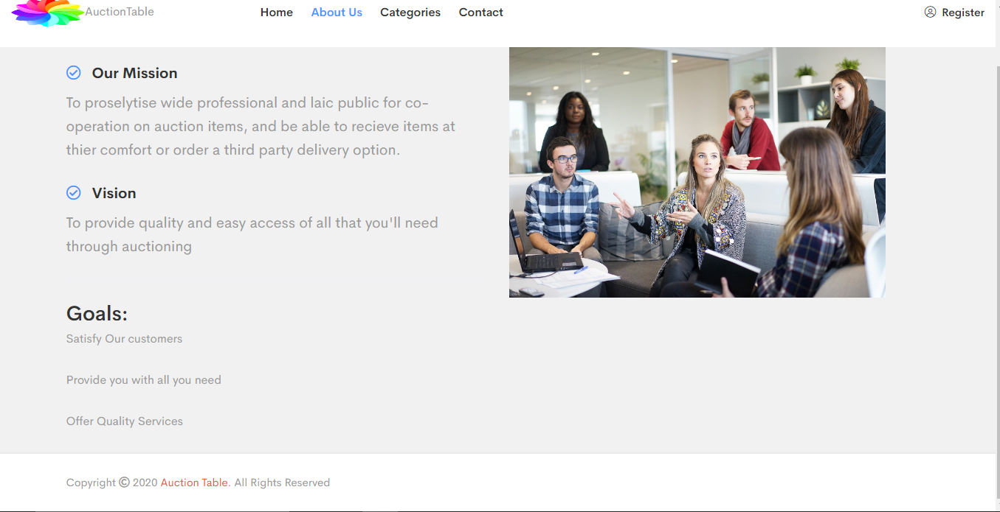 AuctionTable
Home About Us Categories Contact
Register
Our Mission
To proselytise wide professional and laic public for co-
operation on auction items, and be able to recieve items at
thier comfort or order a third party delivery option.
Vision
To provide quality and easy access of all that you'll need
through auctioning
Goals:
Satisfy Our customers
Provide you with all you need
Offer Quality Services
Copyright © 2020 Auction Table. All Rights Reserved